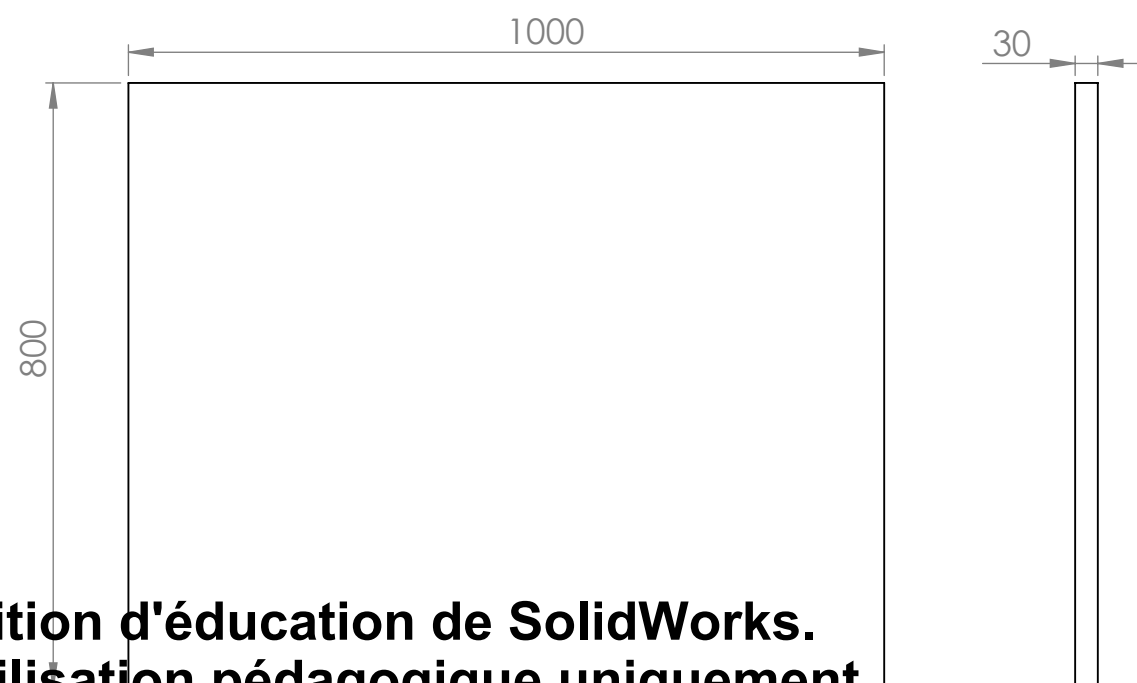 1000
30
800
ition d'éducation de SolidWorks.
ilisation pédagogique uniquement